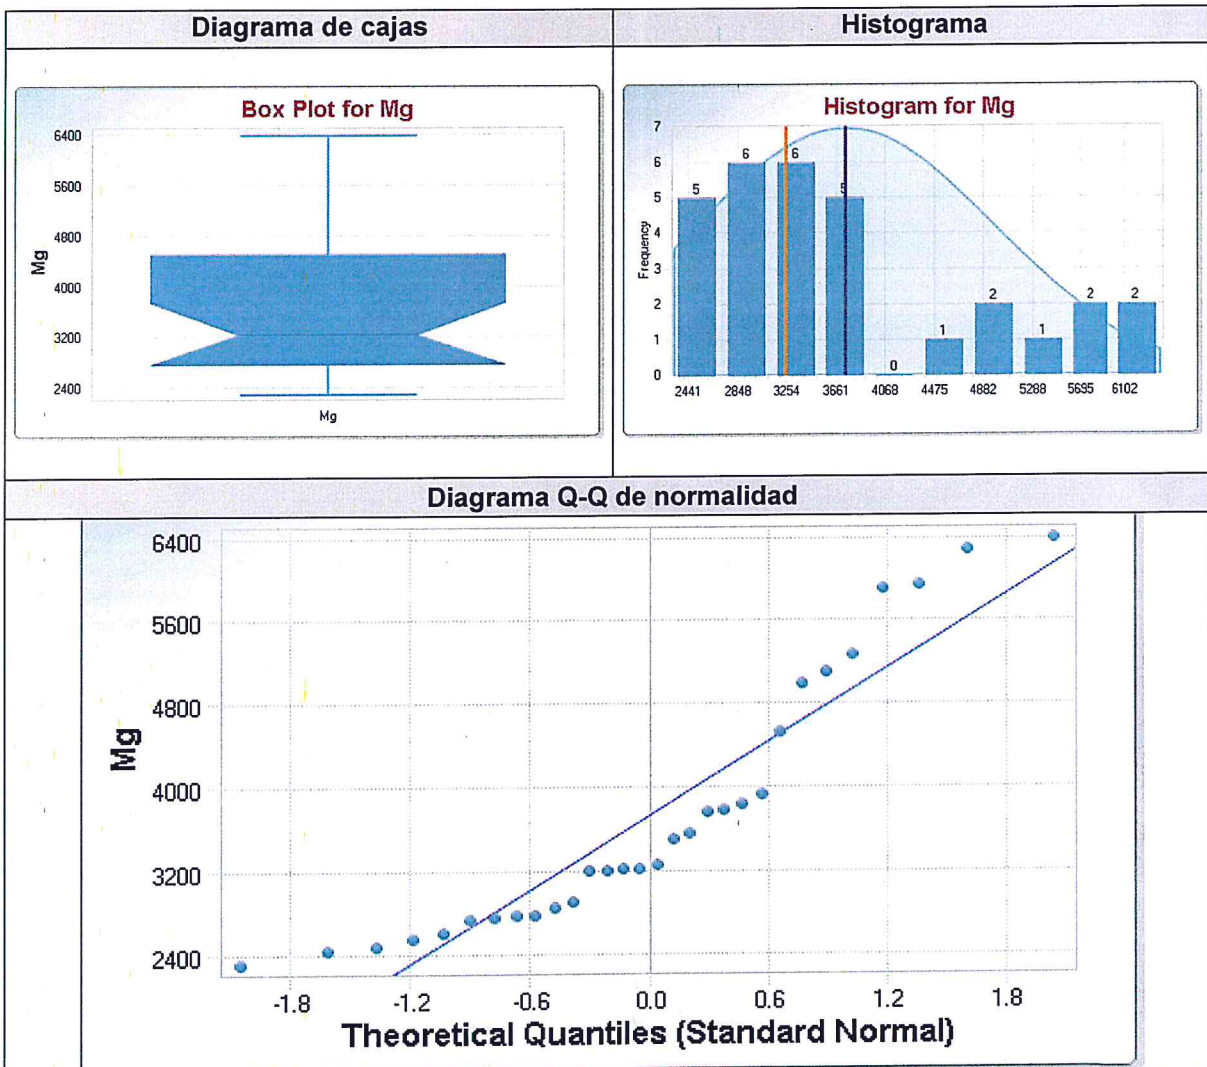 Diagrama de cajas
Histograma
Box Plot for Mg
6400
5600
4800
4000
3200
2400
Mg
Mg
Histogram for Mg
7
6
5
4
3
2
1
0
Frequency
5
6
6
5
0
1
2
1
2
2
2441 2848 3254 3661 4068 4475 4882 5288 5695 6102
Diagrama Q-Q de normalidad
6400
5600
4800
4000
3200
2400
Mg
-1.8 -1.2 -0.6 0.0 0.6 1.2 1.8
Theoretical Quantiles (Standard Normal)